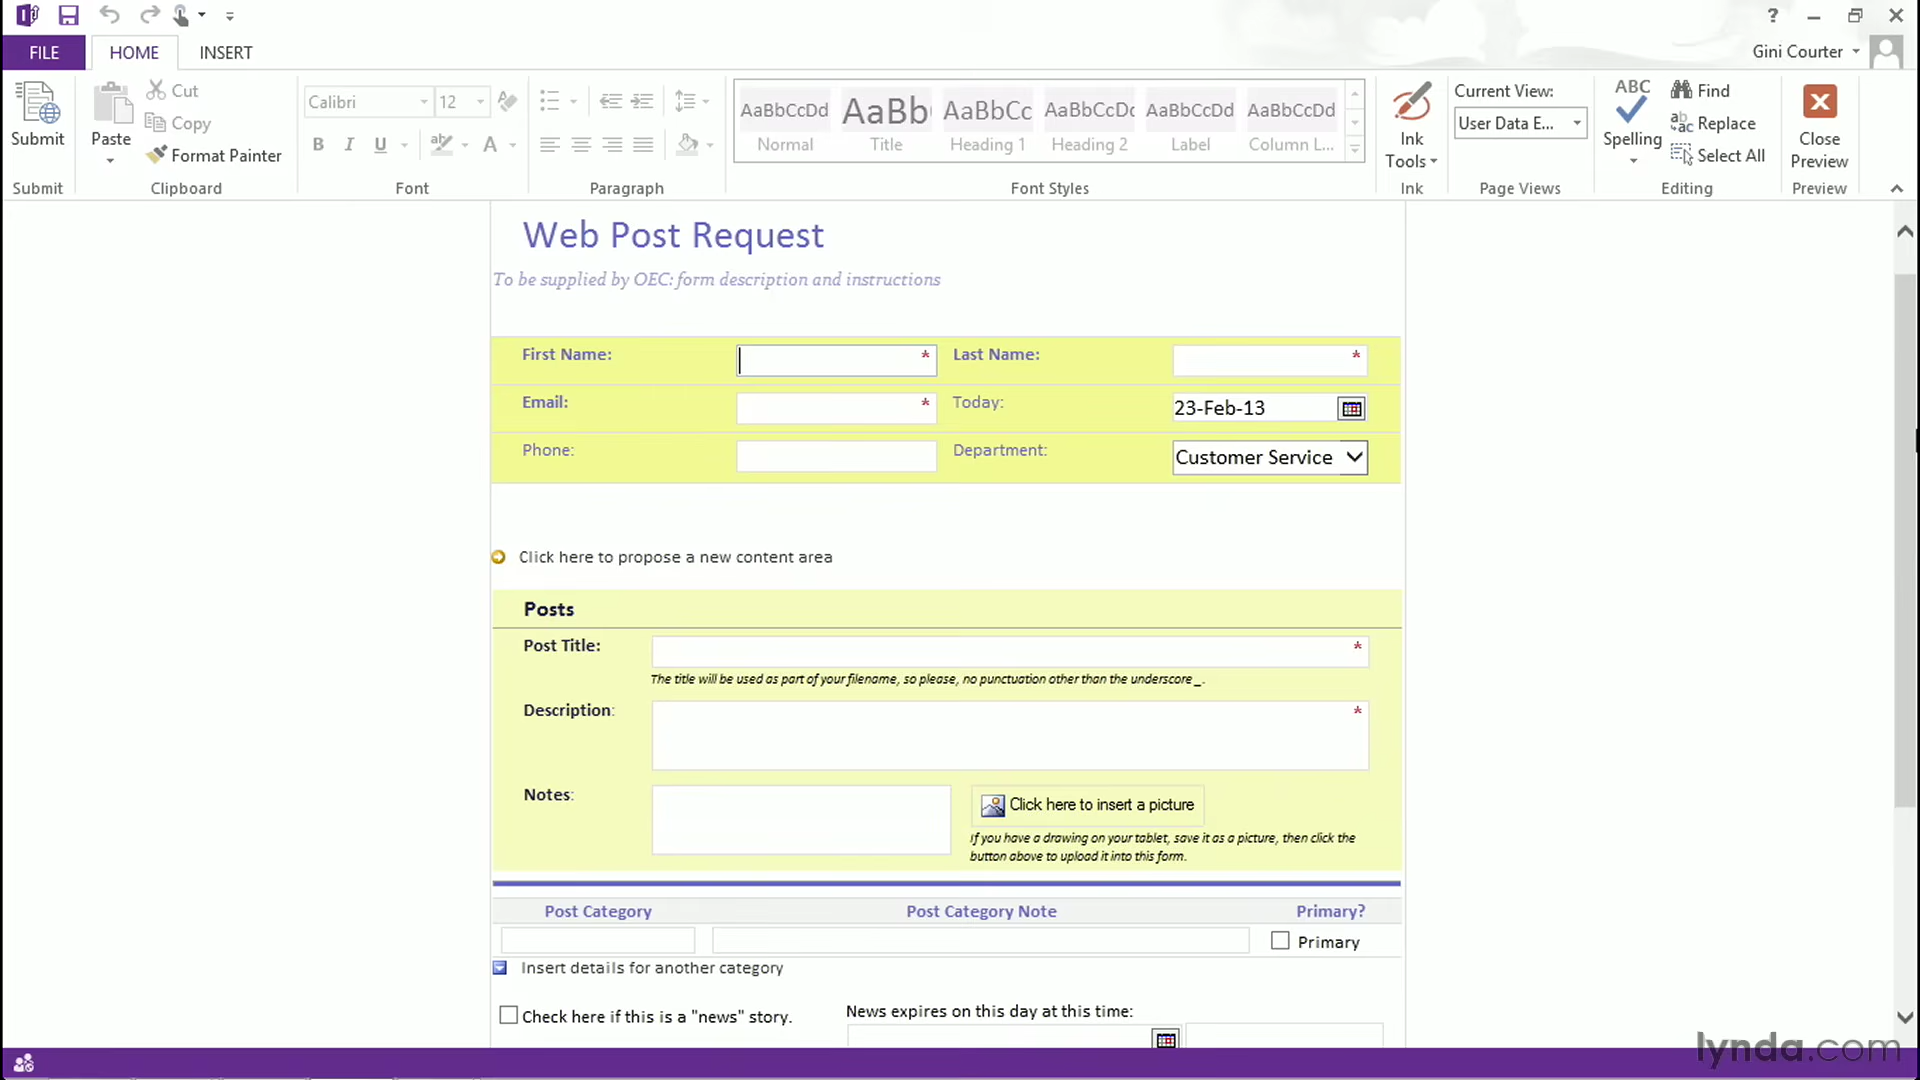 ?
FILE HOME INSERT Gini Courter
Submit Paste Cut Copy Format Painter
Calibri 12
B I U A
AaBbCcDd AaBb AaBbCc AaBbCcDc AaBbCcDd AaBbCcDd
Normal Title Heading 1 Heading 2 Label Column L...
Ink Tools
Current View:
User Data E...
ABC
Spelling
Find
Replace
Select All
Close Preview
Submit Clipboard Font Paragraph Font Styles Ink Page Views Editing Preview
Web Post Request
To be supplied by OEC: form description and instructions
First Name: * Last Name: *
Email: * Today: 23-Feb-13
Phone: Department: Customer Service
Click here to propose a new content area
Posts
Post Title: *
The title will be used as part of your filename, so please, no punctuation other than the underscore _.
Description: *
Notes: Click here to insert a picture
If you have a drawing on your tablet, save it as a picture, then click the
button above to upload it into this form.
Post Category Post Category Note Primary?
Primary
Insert details for another category
Check here if this is a "news" story. News expires on this day at this time:
lynda.com